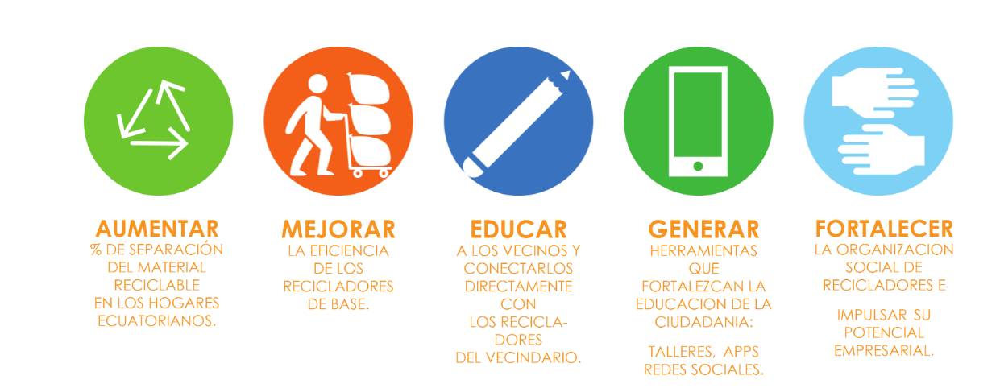 AUMENTAR
% DE SEPARACIÓN
DEL MATERIAL
RECICLABLE
EN LOS HOGARES
ECUATORIANOS.
MEJORAR
LA EFICIENCIA
DE LOS
RECICLADORES
DE BASE.
EDUCAR
A LOS VECINOS Y
CONECTARLOS
DIRECTAMENTE
CON
LOS RECICLA-
DORES
DEL VECINDARIO.
GENERAR
HERRAMIENTAS
QUE
FORTALEZCAN LA
EDUCACION DE LA
CIUDADANIA:
TALLERES, APPS
REDES SOCIALES.
FORTALECER
LA ORGANIZACION
SOCIAL DE
RECICLADORES E
IMPULSAR SU
POTENCIAL
EMPRESARIAL.